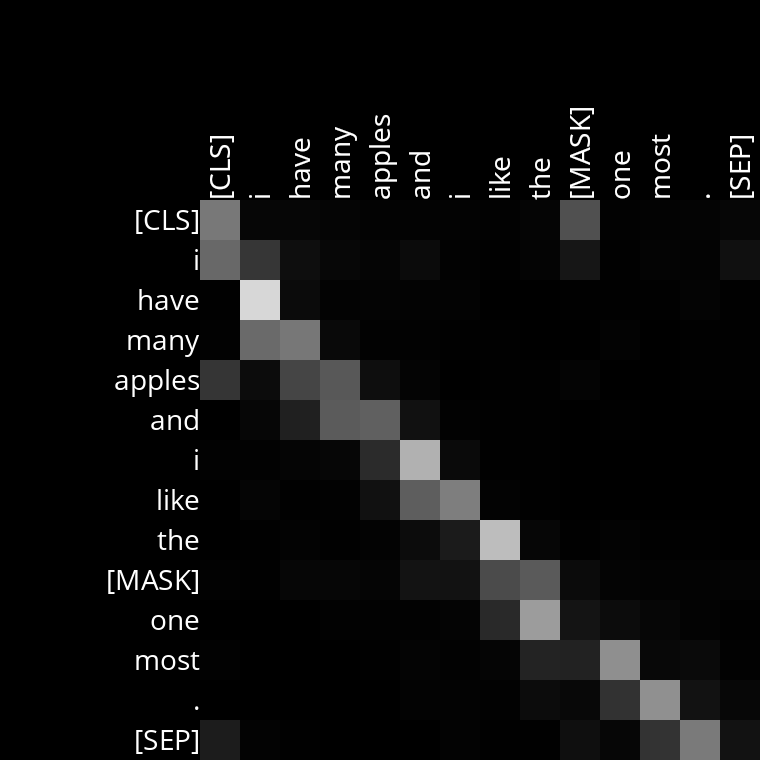 [CLS] i have many apples and i like the [MASK] one most . [SEP]
[CLS]
i
have
many
apples
and
i
like
the
[MASK]
one
most
.
[SEP]